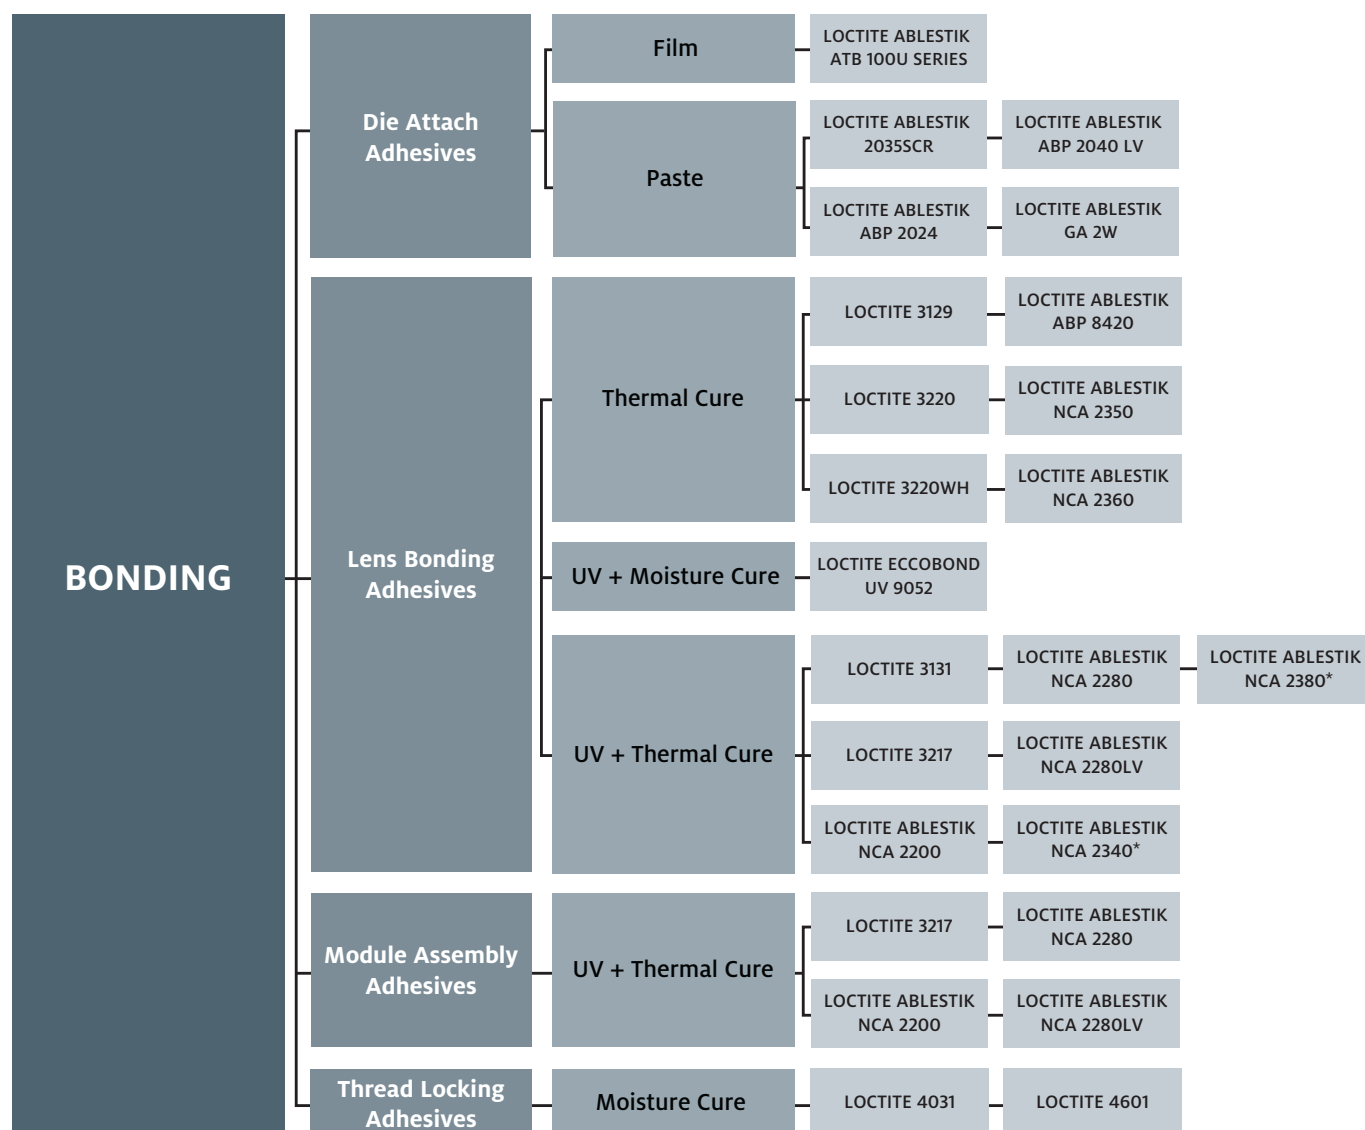 BONDING
Die Attach
Adhesives
Film
LOCTITE ABLESTIK
ATB 100U SERIES
Paste
LOCTITE ABLESTIK
2035SCR
LOCTITE ABLESTIK
ABP 2040 LV
LOCTITE ABLESTIK
ABP 2024
LOCTITE ABLESTIK
GA 2W
Lens Bonding
Adhesives
Thermal Cure
LOCTITE 3129
LOCTITE ABLESTIK
ABP 8420
LOCTITE 3220
LOCTITE ABLESTIK
NCA 2350
LOCTITE 3220WH
LOCTITE ABLESTIK
NCA 2360
UV + Moisture Cure
LOCTITE ECCOBOND
UV 9052
UV + Thermal Cure
LOCTITE 3131
LOCTITE ABLESTIK
NCA 2280
LOCTITE ABLESTIK
NCA 2380*
LOCTITE 3217
LOCTITE ABLESTIK
NCA 2280LV
LOCTITE ABLESTIK
NCA 2200
LOCTITE ABLESTIK
NCA 2340*
Module Assembly
Adhesives
UV + Thermal Cure
LOCTITE 3217
LOCTITE ABLESTIK
NCA 2280
LOCTITE ABLESTIK
NCA 2200
LOCTITE ABLESTIK
NCA 2280LV
Thread Locking
Adhesives
Moisture Cure
LOCTITE 4031
LOCTITE 4601